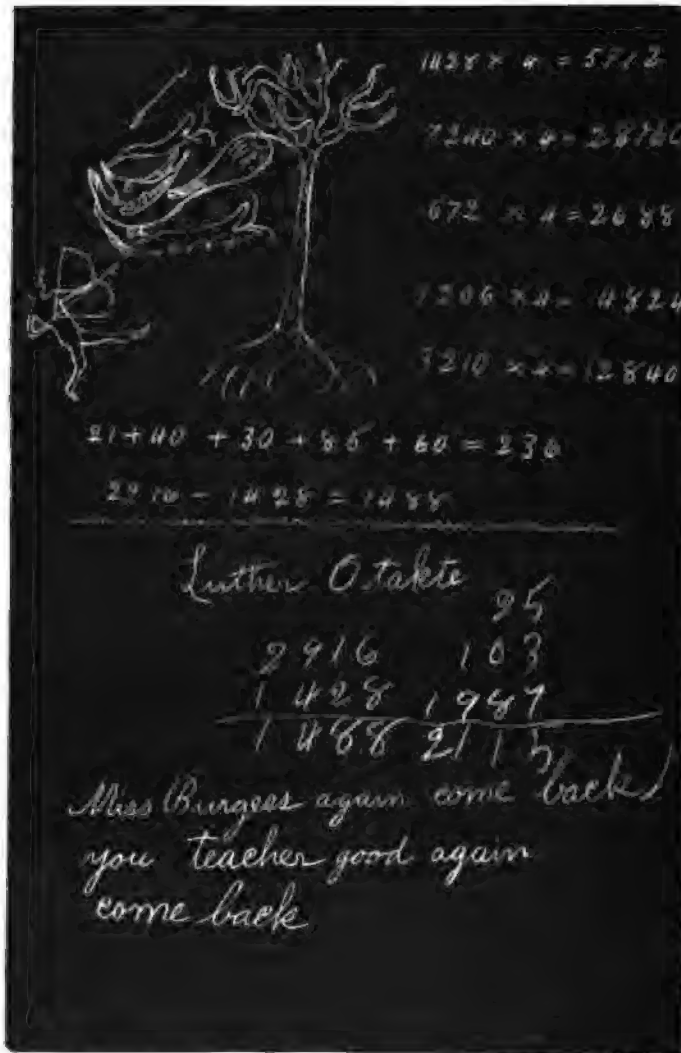 1428 × 4 = 5712
7240 × 4 = 28960
672 × 4 = 2688
1206 × 4 = 4824
3210 × 4 = 12840
21 + 40 + 30 + 85 + 60 = 236
2916 - 1428 = 1488
Luther Otakte
25
2916 103
1428 1987
1488 2115
Miss Burgess again come back
you teacher good again
come back